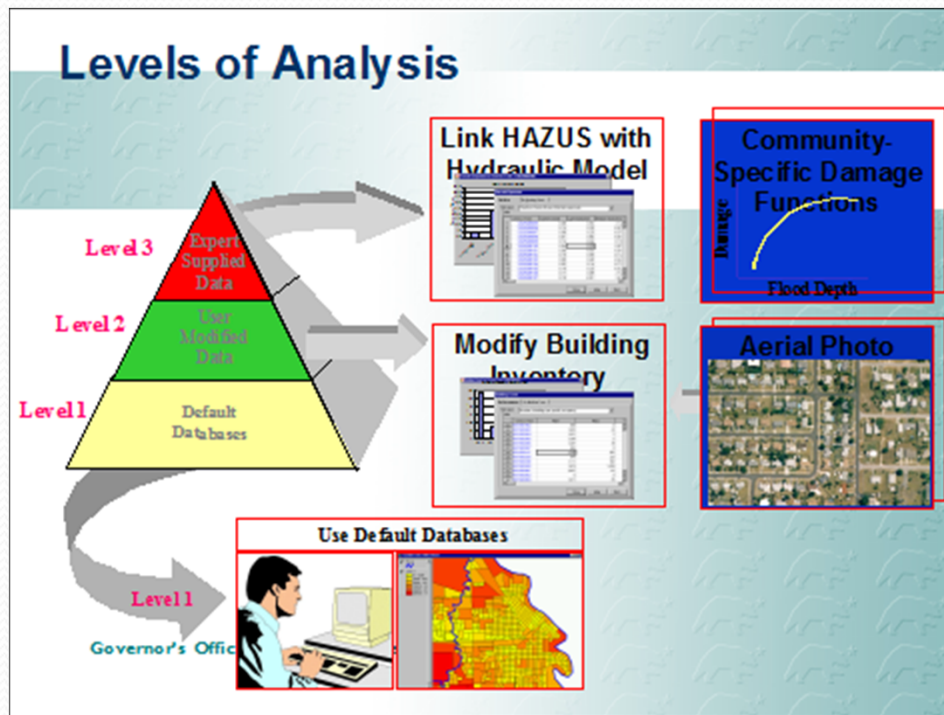 Levels of Analysis
Link HAZUS with
Hydraulic Model
Community-
Specific Damage
Functions
Damage
Flood Depth
Level 3
Expert
Supplied
Data
Level 2
User
Modified
Data
Level 1
Default
Databases
Modify Building
Inventory
Aerial Photo
Use Default Databases
Level 1
Governor's Offic